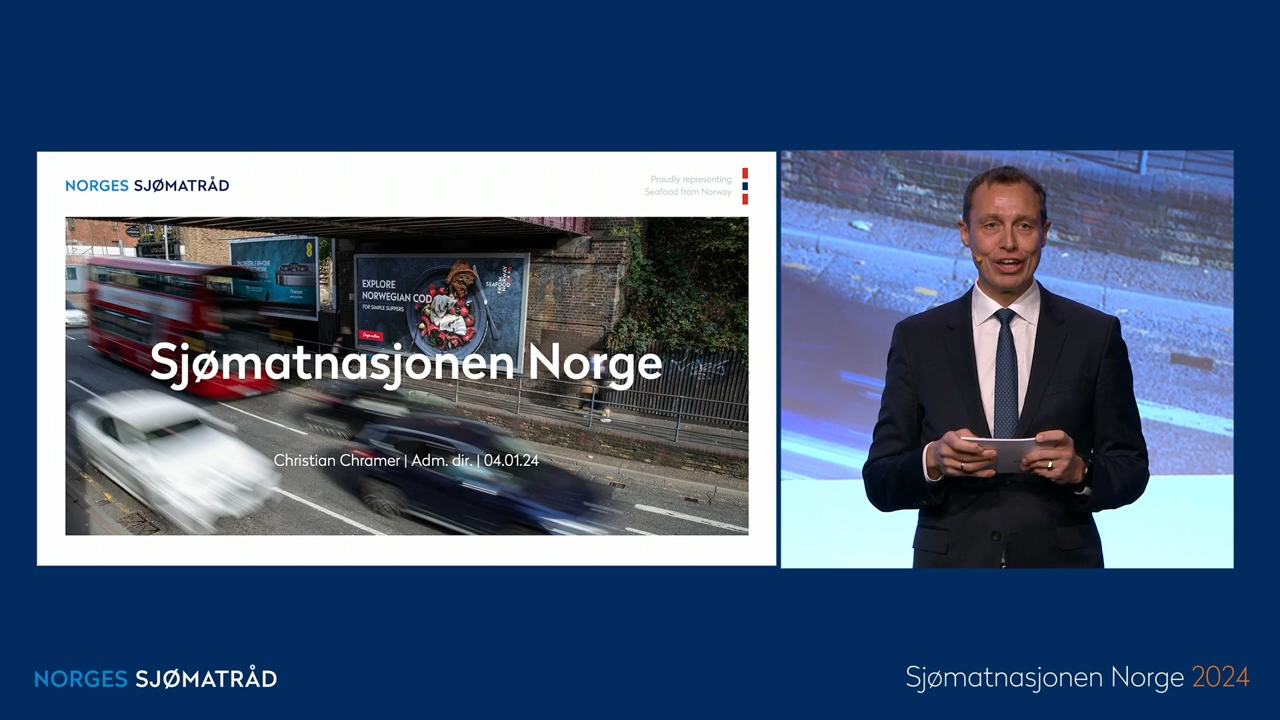 NORGES SJØMATRÅD
Proudly representing
Seafood from Norway
EXPLORE
NORWEGIAN COD
FOR SIMPLE SUPPERS
SEAFOOD
Sjømatnasjonen Norge
Christian Chramer | Adm. dir. | 04.01.24
NORGES SJØMATRÅD
Sjømatnasjonen Norge 2024